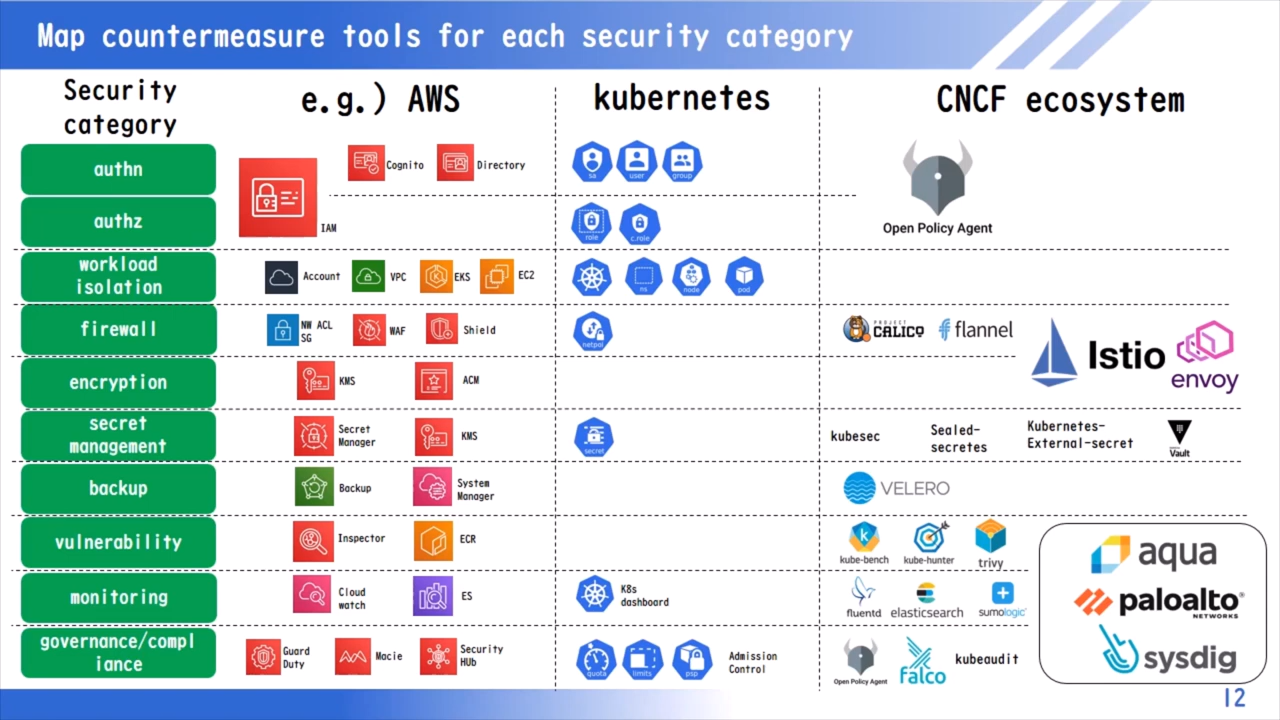 Map countermeasure tools for each security category
Security
category
e.g.) AWS
kubernetes
CNCF ecosystem
authn
Cognito
Directory
sa
user
group
Open Policy Agent
authz
IAM
role
c.role
workload
isolation
Account
VPC
EKS
EC2
ns
node
pod
firewall
NW ACL
SG
WAF
Shield
netpol
PROJECT
CALICO
flannel
Istio
envoy
encryption
KMS
ACM
secret
management
Secret
Manager
KMS
secret
kubesec
Sealed-
secretes
Kubernetes-
External-secret
Vault
backup
Backup
System
Manager
VELERO
vulnerability
Inspector
ECR
kube-bench
kube-hunter
trivy
monitoring
Cloud
watch
ES
K8s
dashboard
fluentd
elasticsearch
sumologic
governance/compl
iance
Guard
Duty
Macie
Security
HUb
quota
limits
psp
Admission
Control
Open Policy Agent
falco
kubeaudit
aqua
paloalto®
NETWORKS
sysdig
12